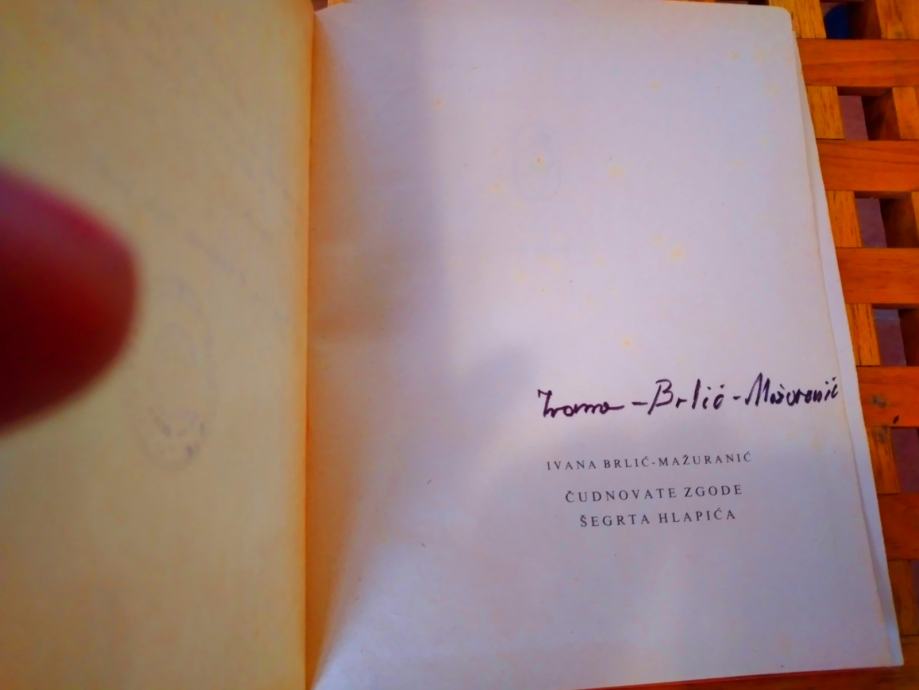 Ivana - Brlić - Mažuranić
IVANA BRLIĆ-MAŽURANIĆ
ČUDNOVATE ZGODE
ŠEGRTA HLAPIĆA